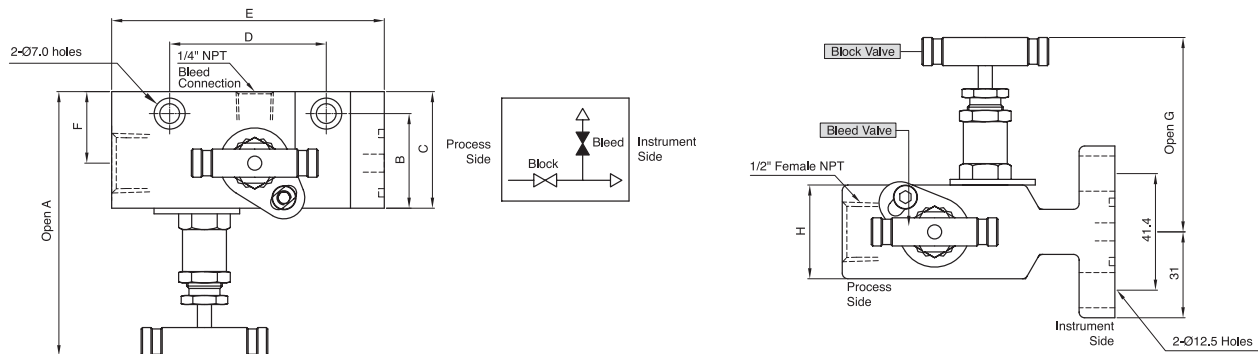 E
D
2-Ø7.0 holes
1/4" NPT
Bleed
Connection
F
B
C
Open A
Process
Side
Block
Bleed
Instrument
Side
Block Valve
Bleed Valve
1/2" Female NPT
Open G
H
41.4
31
Process
Side
Instrument
Side
2-Ø12.5 Holes